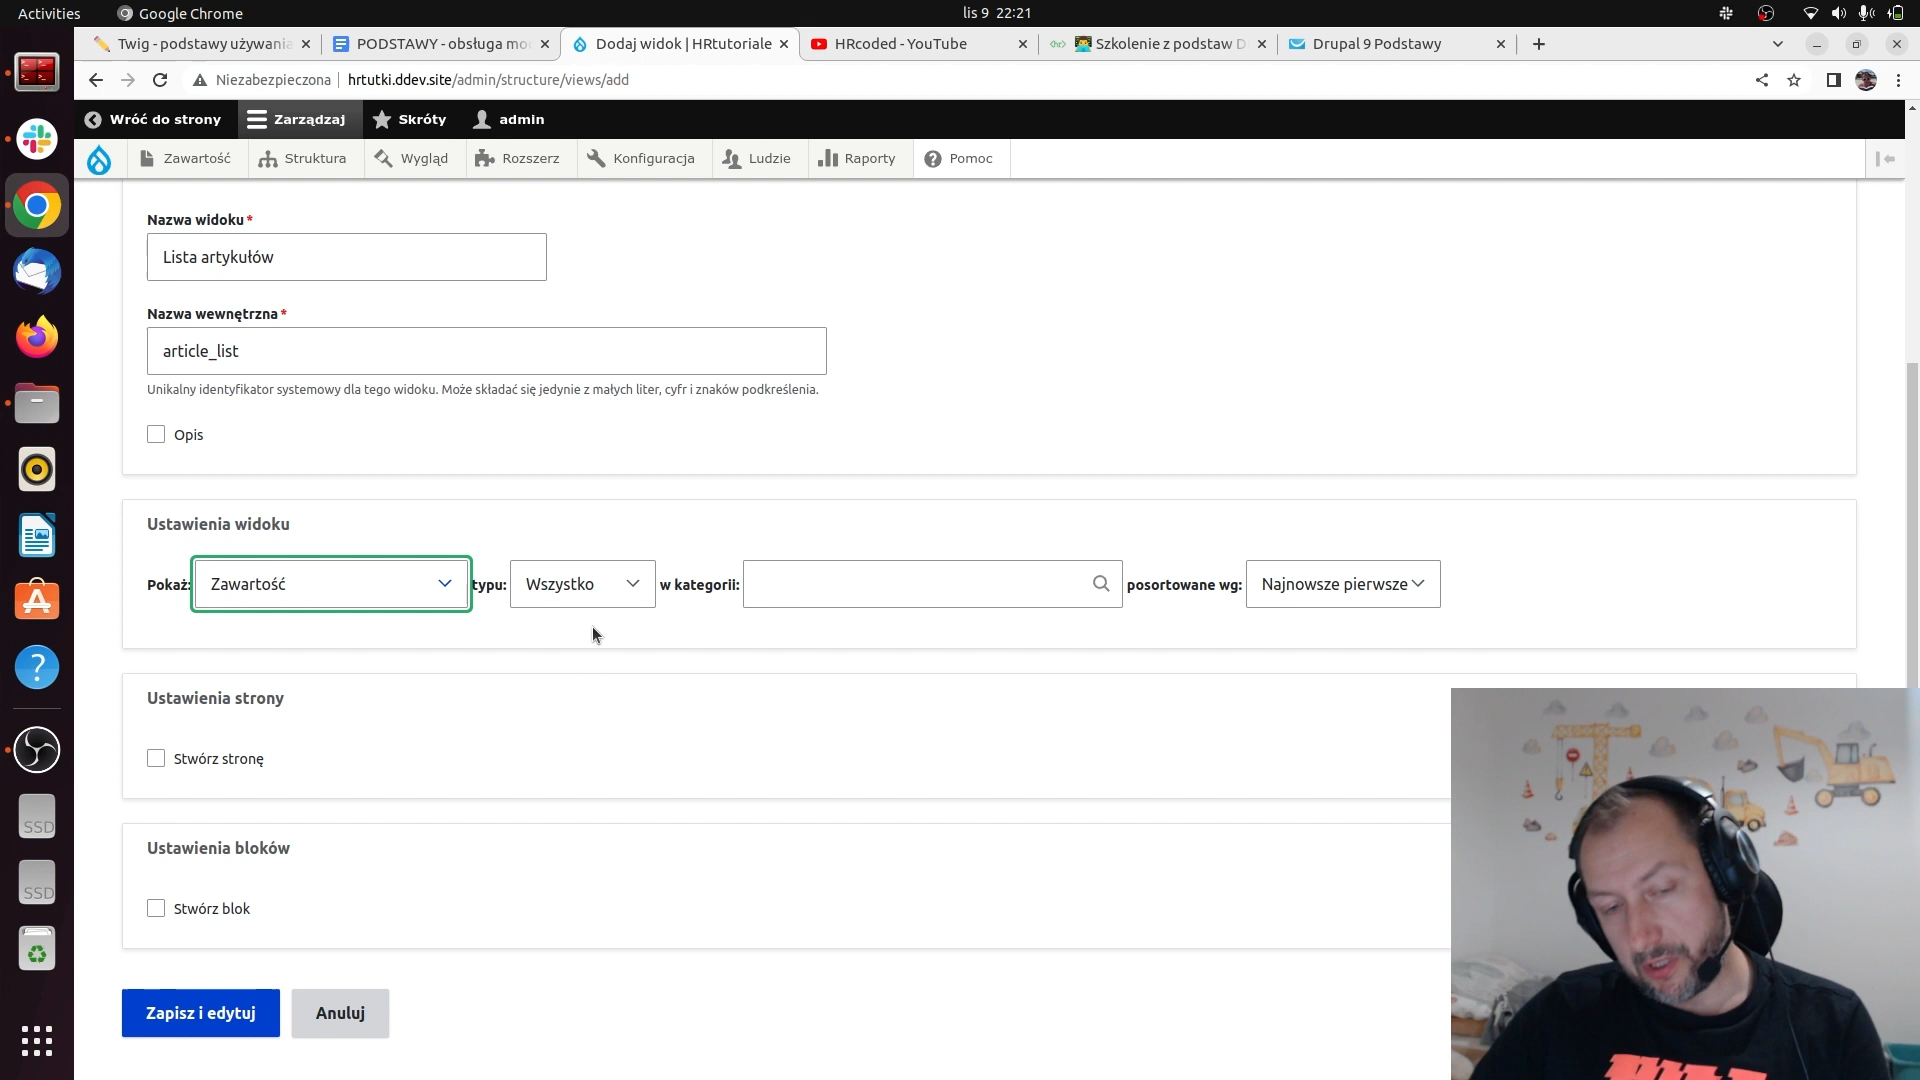 Activities
Google Chrome
lis 9 22:21
Twig - podstawy używania
PODSTAWY - obsługa mo
Dodaj widok | HRtutoriale
HRcoded - YouTube
Szkolenie z podstaw D
Drupal 9 Podstawy
Niezabezpieczona
hrtutki.ddev.site/admin/structure/views/add
Wróć do strony
Zarządzaj
Skróty
admin
Zawartość
Struktura
Wygląd
Rozszerz
Konfiguracja
Ludzie
Raporty
Pomoc
Nazwa widoku*
Lista artykułów
Nazwa wewnętrzna*
article_list
Unikalny identyfikator systemowy dla tego widoku. Może składać się jedynie z małych liter, cyfr i znaków podkreślenia.
Opis
Ustawienia widoku
Pokaż: Zawartość typu: Wszystko w kategorii: posortowane wg: Najnowsze pierwsze
Ustawienia strony
Stwórz stronę
Ustawienia bloków
Stwórz blok
Zapisz i edytuj
Anuluj
SSD
SSD